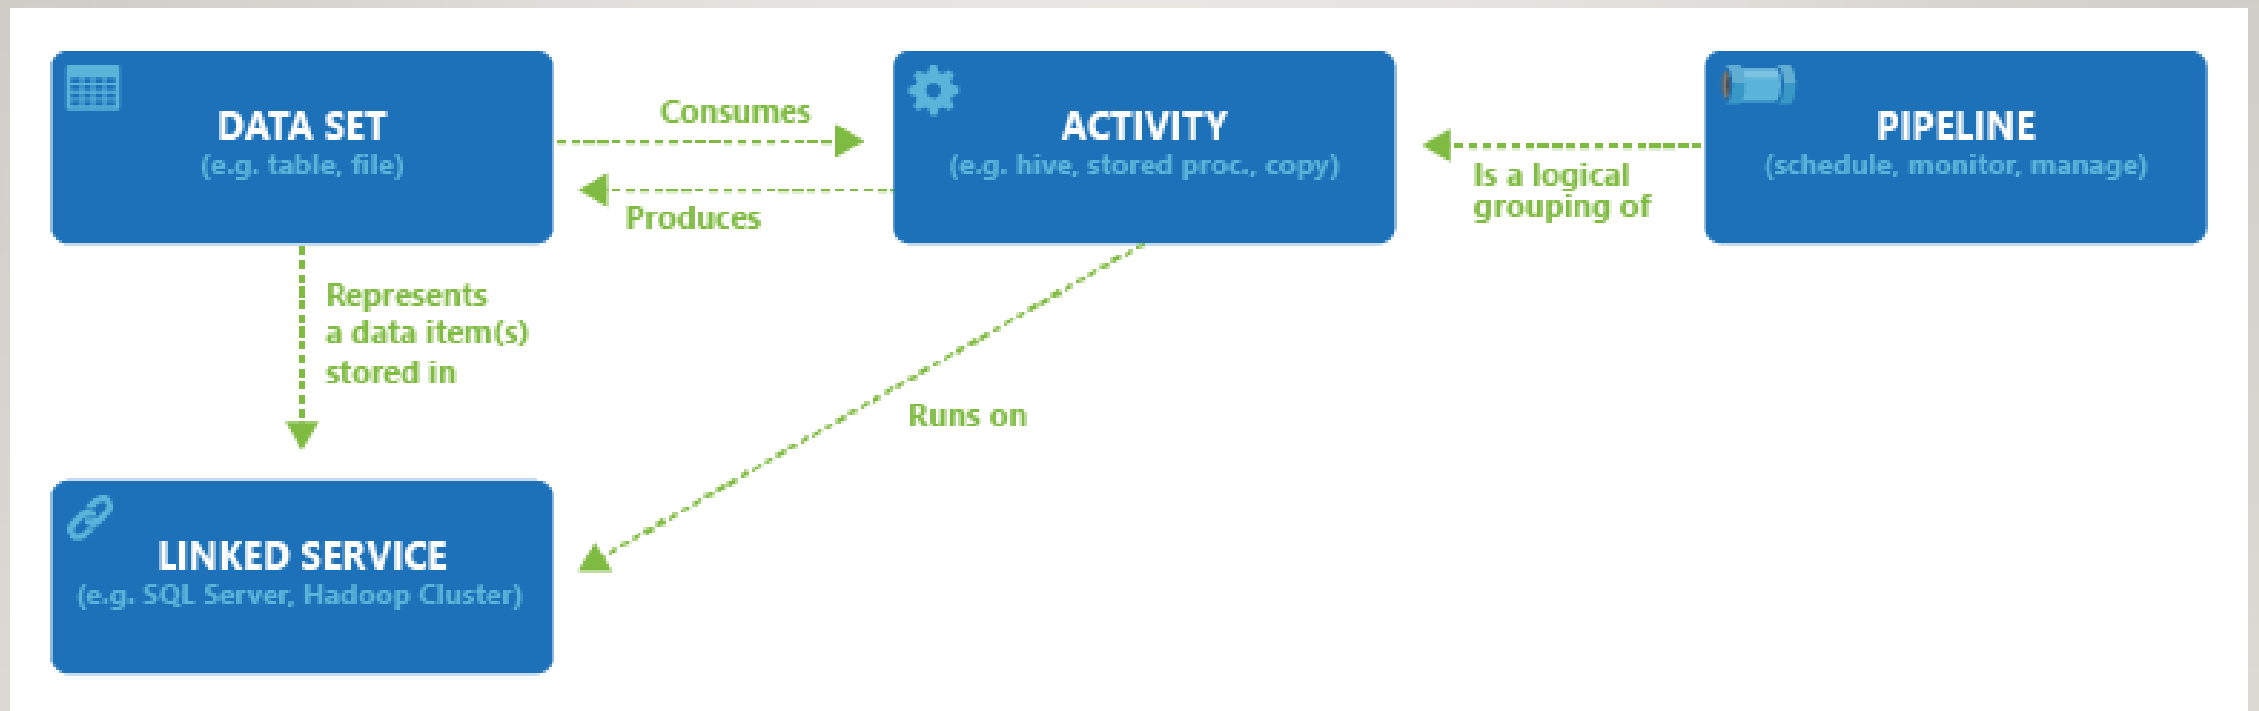 DATA SET
(e.g. table, file)
Consumes
Produces
ACTIVITY
(e.g. hive, stored proc., copy)
Is a logical
grouping of
PIPELINE
(schedule, monitor, manage)
Represents
a data item(s)
stored in
Runs on
LINKED SERVICE
(e.g. SQL Server, Hadoop Cluster)